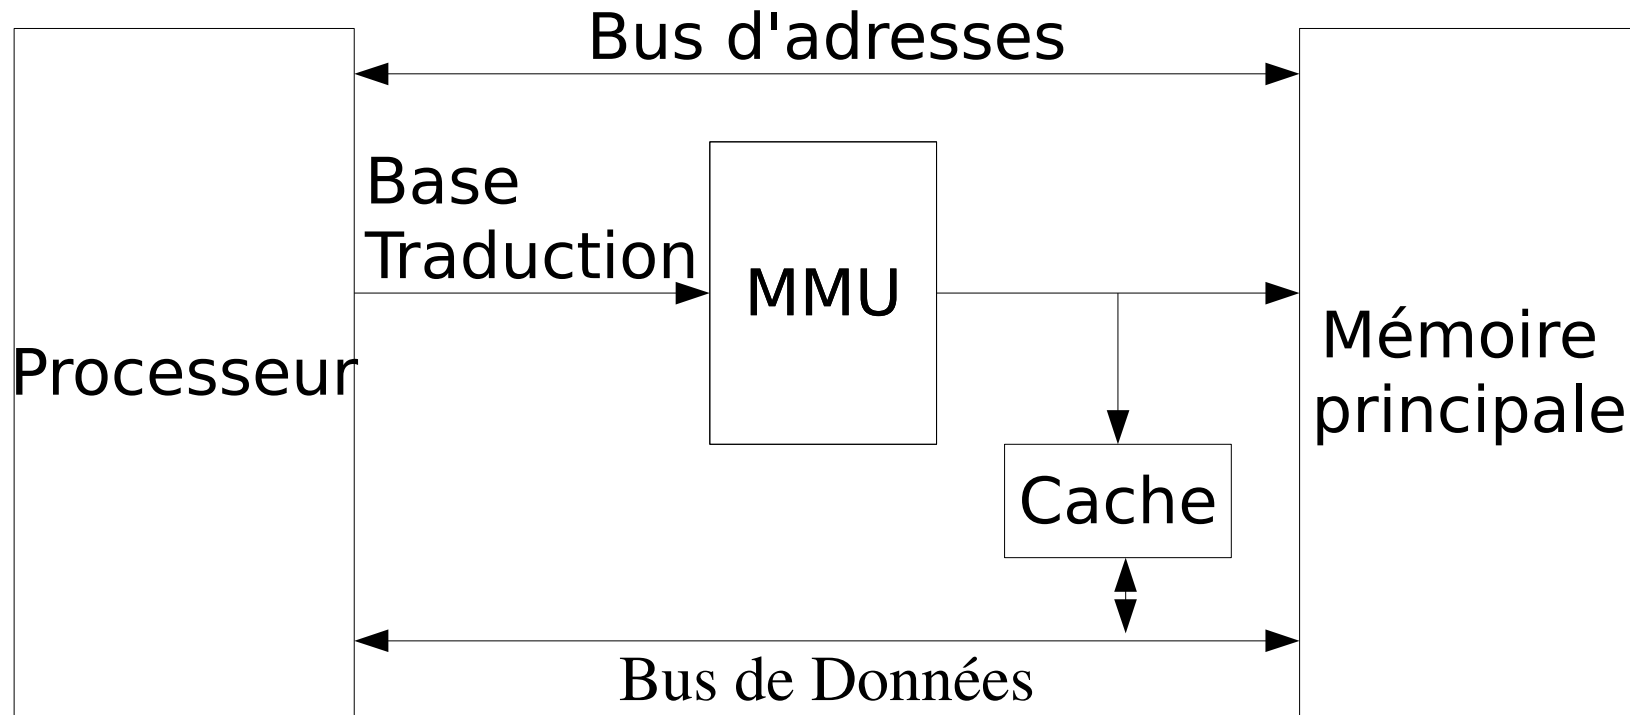 Bus d'adresses
Base
Traduction
MMU
Processeur
Mémoire
principale
Cache
Bus de Données